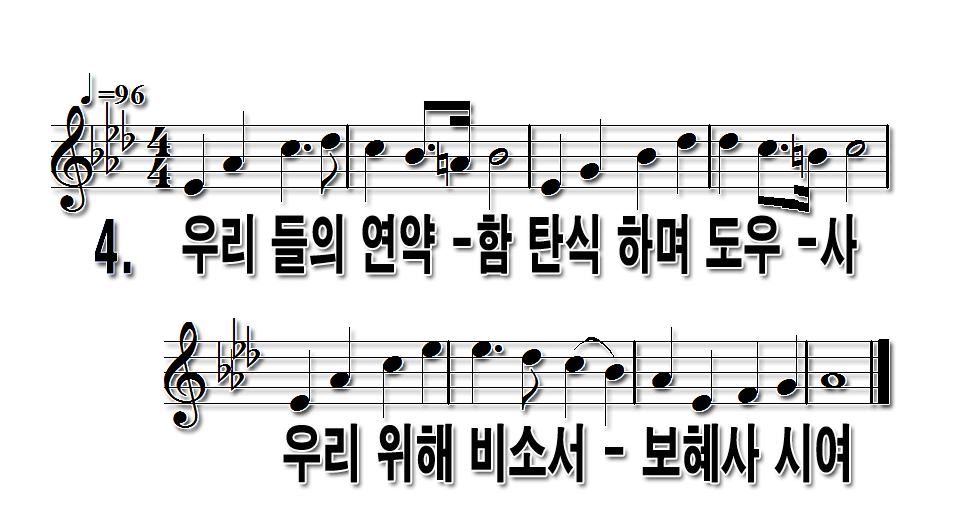 ♩=96
4. 우리 들의 연약 -함 탄식 하며 도우 -사
우리 위해 비소서 - 보혜사 시여